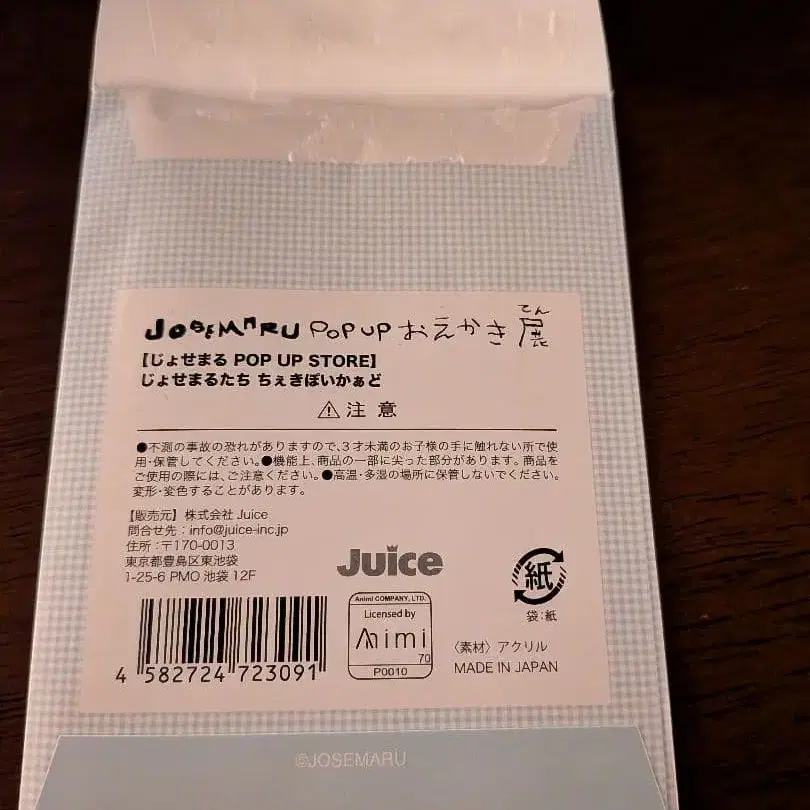 JOSEMARU POP UP おえかき展
てん
【じょせまる POP UP STORE】
じょせまるたち ちぇきぽいかぁど
⚠注意
●不測の事故の恐れがありますので、3才未満のお子様の手に触れない所で使
用・保管してください。●機能上、商品の一部に尖った部分があります。商品を
ご使用の際には、ご注意ください。●高温・多湿の場所に保管しないでください。
変形・変色することがあります。
【販売元】株式会社 Juice
問合せ先：info@juice-inc.jp
住所：〒170-0013
東京都豊島区東池袋
1-25-6 PMO 池袋 12F
Juice
紙
袋：紙
4 582724 723091
Animi COMPANY, LTD.
Licensed by
Animi
70
P0010
〈素材〉アクリル
MADE IN JAPAN
©JOSEMARU